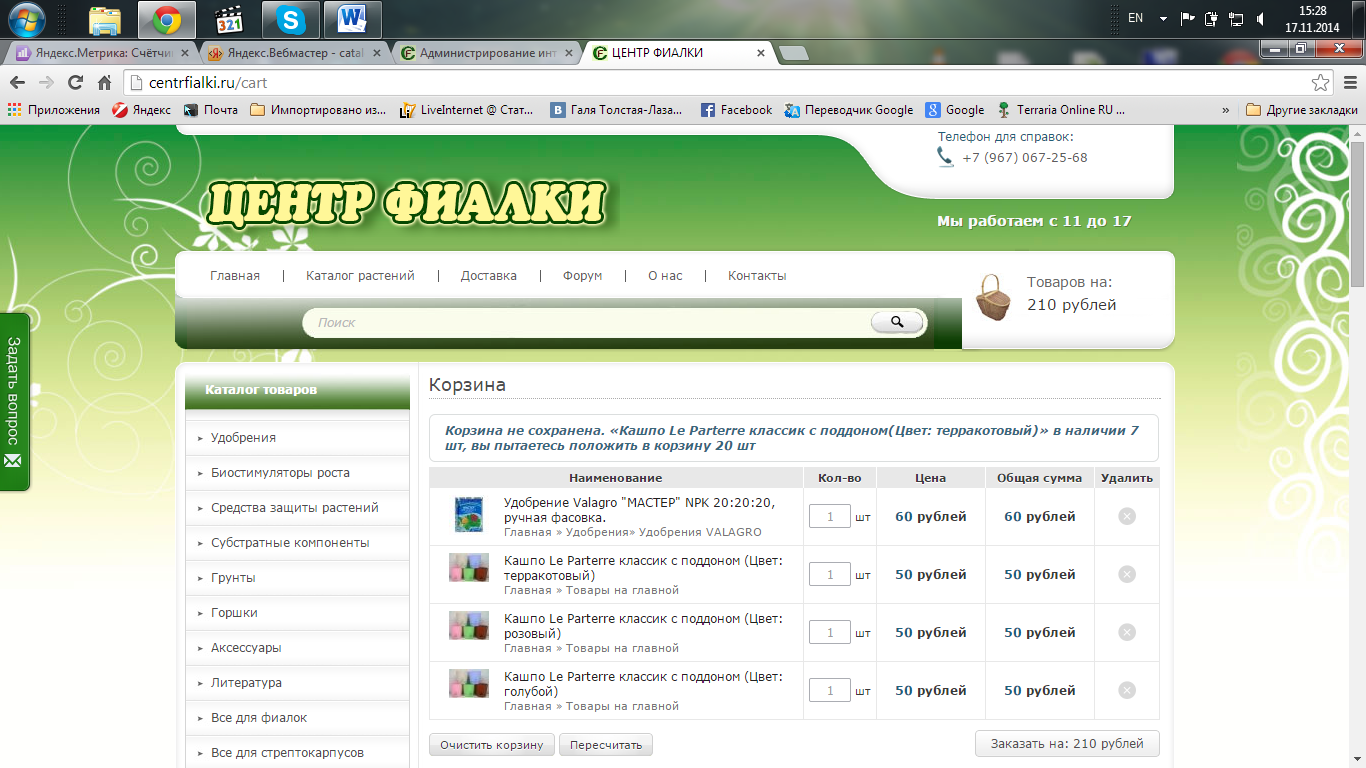 EN
15:28
17.11.2014
321
Яндекс.Метрика: Счётчи
Яндекс.Вебмастер - catal
Администрирование инт
ЦЕНТР ФИАЛКИ
centrfialki.ru/cart
Приложения
Яндекс
Почта
Импортировано из...
LiveInternet @ Стат...
Галя Толстая-Лаза...
Facebook
Переводчик Google
Google
Terraria Online RU ...
»
Другие закладки
Телефон для справок:
+7 (967) 067-25-68
ЦЕНТР ФИАЛКИ
Мы работаем с 11 до 17
Главная | Каталог растений | Доставка | Форум | О нас | Контакты
Товаров на:
210 рублей
Поиск
Задать вопрос
Каталог товаров
Удобрения
Биостимуляторы роста
Средства защиты растений
Субстратные компоненты
Грунты
Горшки
Аксессуары
Литература
Все для фиалок
Все для стрептокарпусов
Корзина
Корзина не сохранена. «Кашпо Le Parterre классик с поддоном(Цвет: терракотовый)» в наличии 7
шт, вы пытаетесь положить в корзину 20 шт
Наименование Кол-во Цена Общая сумма Удалить
Удобрение Valagro "МАСТЕР" NPK 20:20:20,
ручная фасовка.
Главная » Удобрения» Удобрения VALAGRO
1 шт 60 рублей 60 рублей
Кашпо Le Parterre классик с поддоном (Цвет:
терракотовый)
Главная » Товары на главной
1 шт 50 рублей 50 рублей
Кашпо Le Parterre классик с поддоном (Цвет:
розовый)
Главная » Товары на главной
1 шт 50 рублей 50 рублей
Кашпо Le Parterre классик с поддоном (Цвет:
голубой)
Главная » Товары на главной
1 шт 50 рублей 50 рублей
Очистить корзину Пересчитать Заказать на: 210 рублей